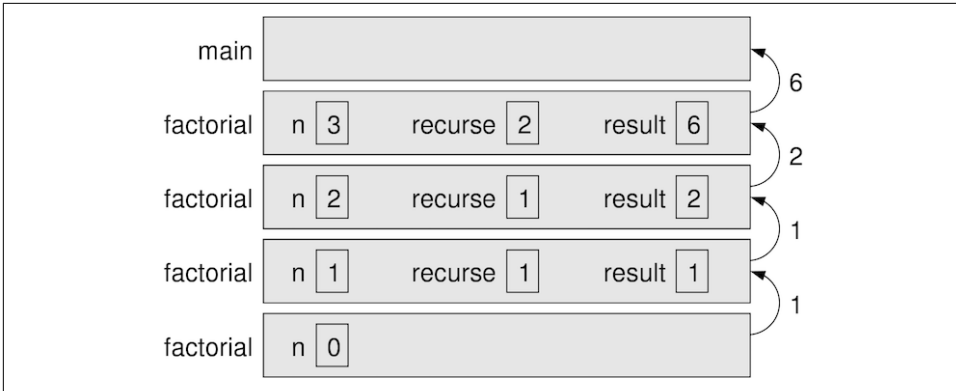 main
6
factorial n 3 recurse 2 result 6
2
factorial n 2 recurse 1 result 2
1
factorial n 1 recurse 1 result 1
1
factorial n 0